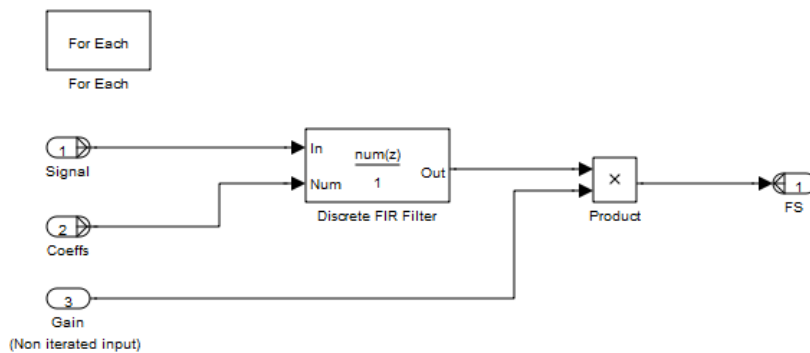 For Each
For Each
1
Signal
2
Coeffs
3
Gain
(Non iterated input)
In
Num
num(z)
1
Out
Discrete FIR Filter
×
Product
1
FS